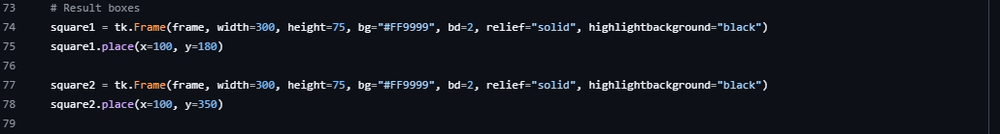 73 # Result boxes
74 square1 = tk.Frame(frame, width=300, height=75, bg="#FF9999", bd=2, relief="solid", highlightbackground="black")
75 square1.place(x=100, y=180)
76
77 square2 = tk.Frame(frame, width=300, height=75, bg="#FF9999", bd=2, relief="solid", highlightbackground="black")
78 square2.place(x=100, y=350)
79